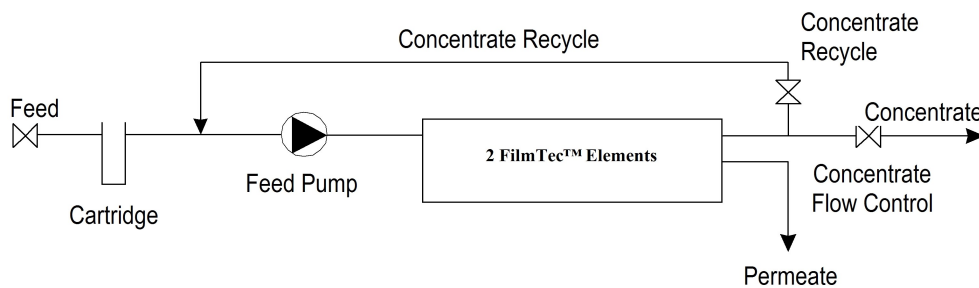 Concentrate Recycle
Concentrate
Recycle
Feed
Cartridge
Feed Pump
2 FilmTec™ Elements
Concentrate
Concentrate
Flow Control
Permeate